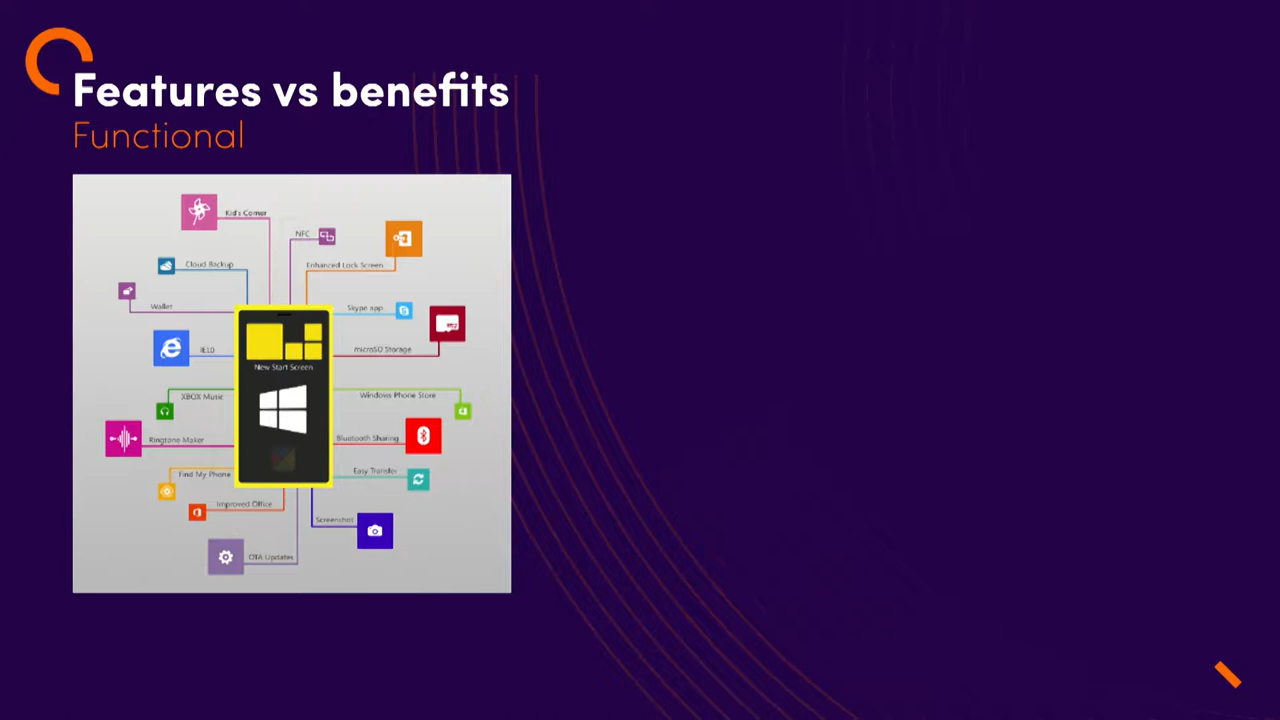 Features vs benefits
Functional
Kid's Corner
NFC
Enhanced Lock Screen
Cloud Backup
Wallet
Skype app
IE10
microSD Storage
New Start Screen
XBOX Music
Windows Phone Store
Ringtone Maker
Bluetooth Sharing
Find My Phone
Easy Transfer
Improved Office
Screenshot
OTA Updates